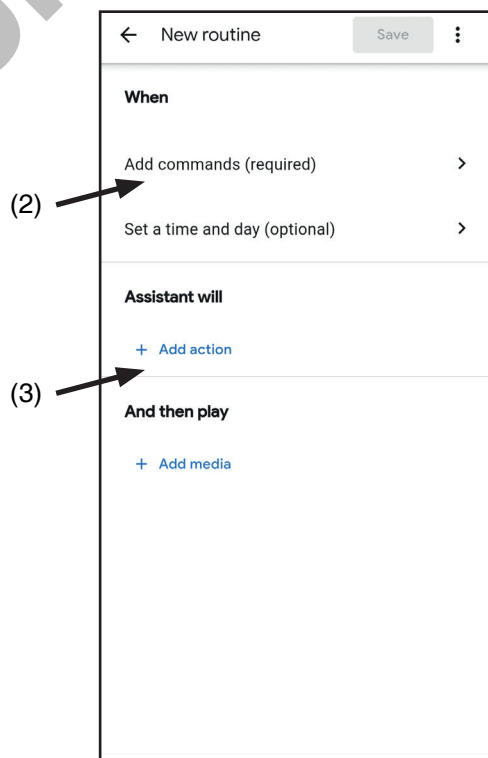 New routine Save
When
Add commands (required)
(2)
Set a time and day (optional)
Assistant will
+ Add action
(3)
And then play
+ Add media